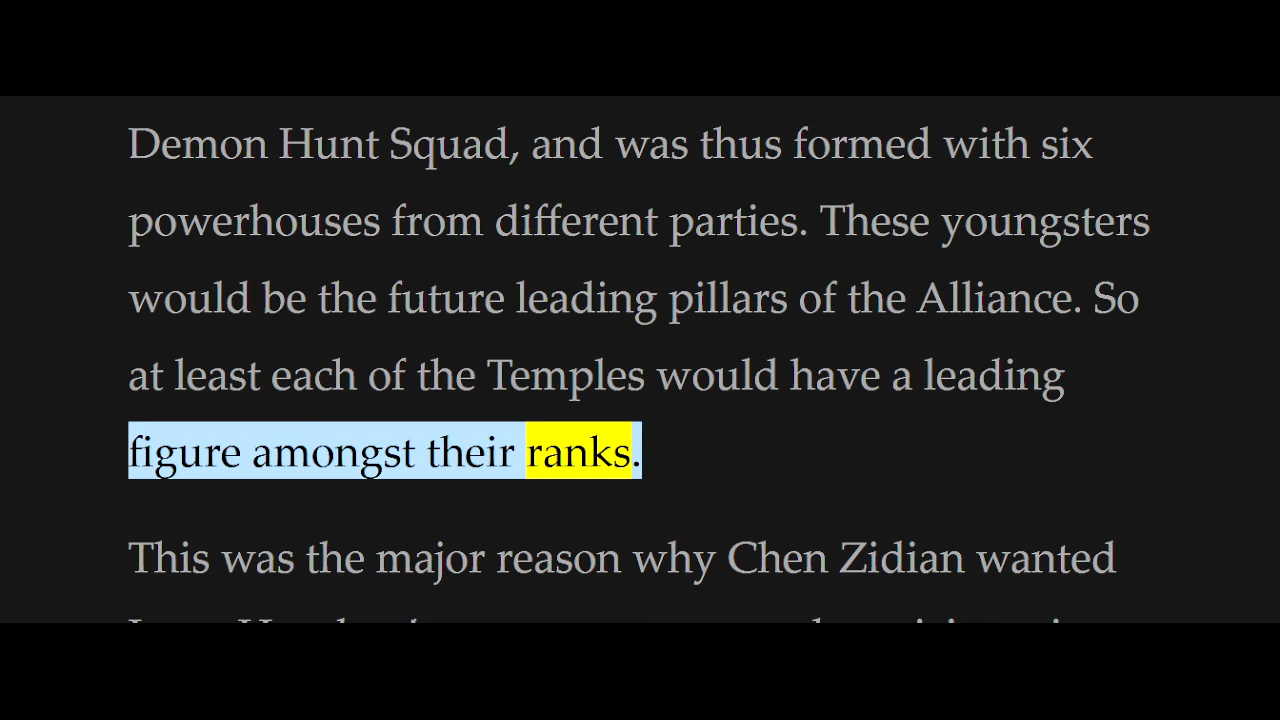 Demon Hunt Squad, and was thus formed with six
powerhouses from different parties. These youngsters
would be the future leading pillars of the Alliance. So
at least each of the Temples would have a leading
figure amongst their ranks.
This was the major reason why Chen Zidian wanted